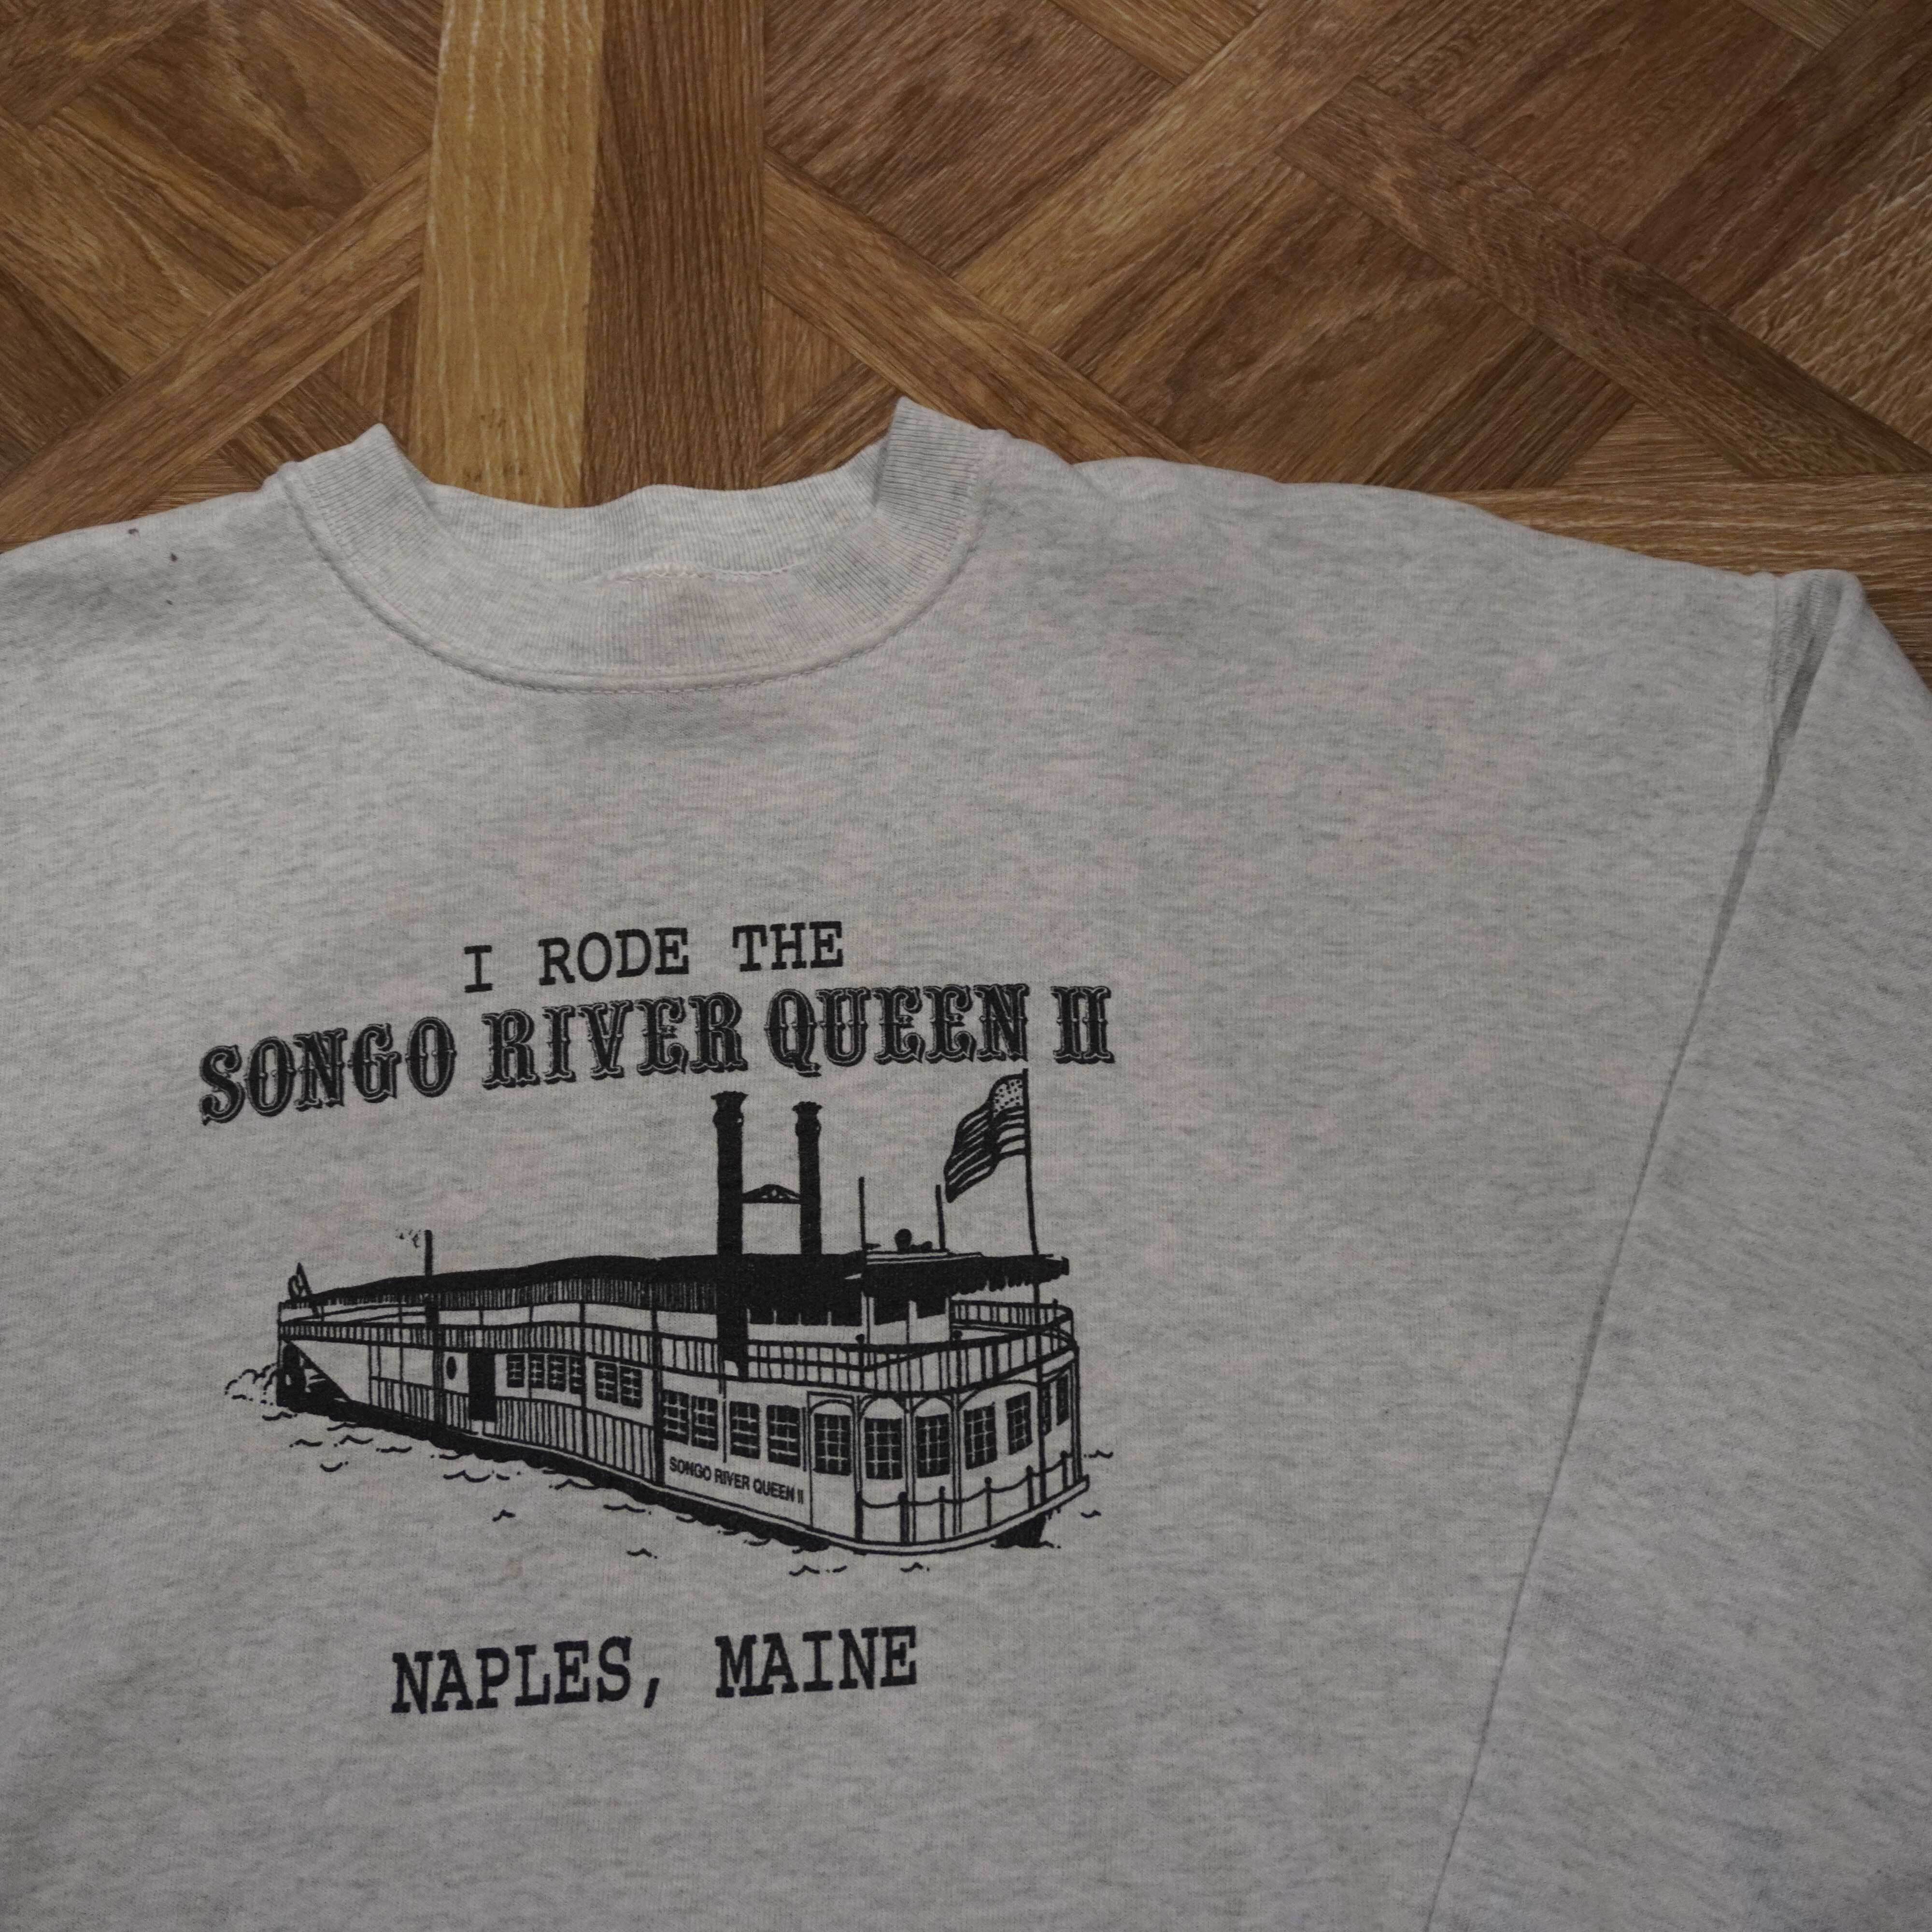 I RODE THE
SONGO RIVER QUEEN II
SONGO RIVER QUEEN II
NAPLES, MAINE